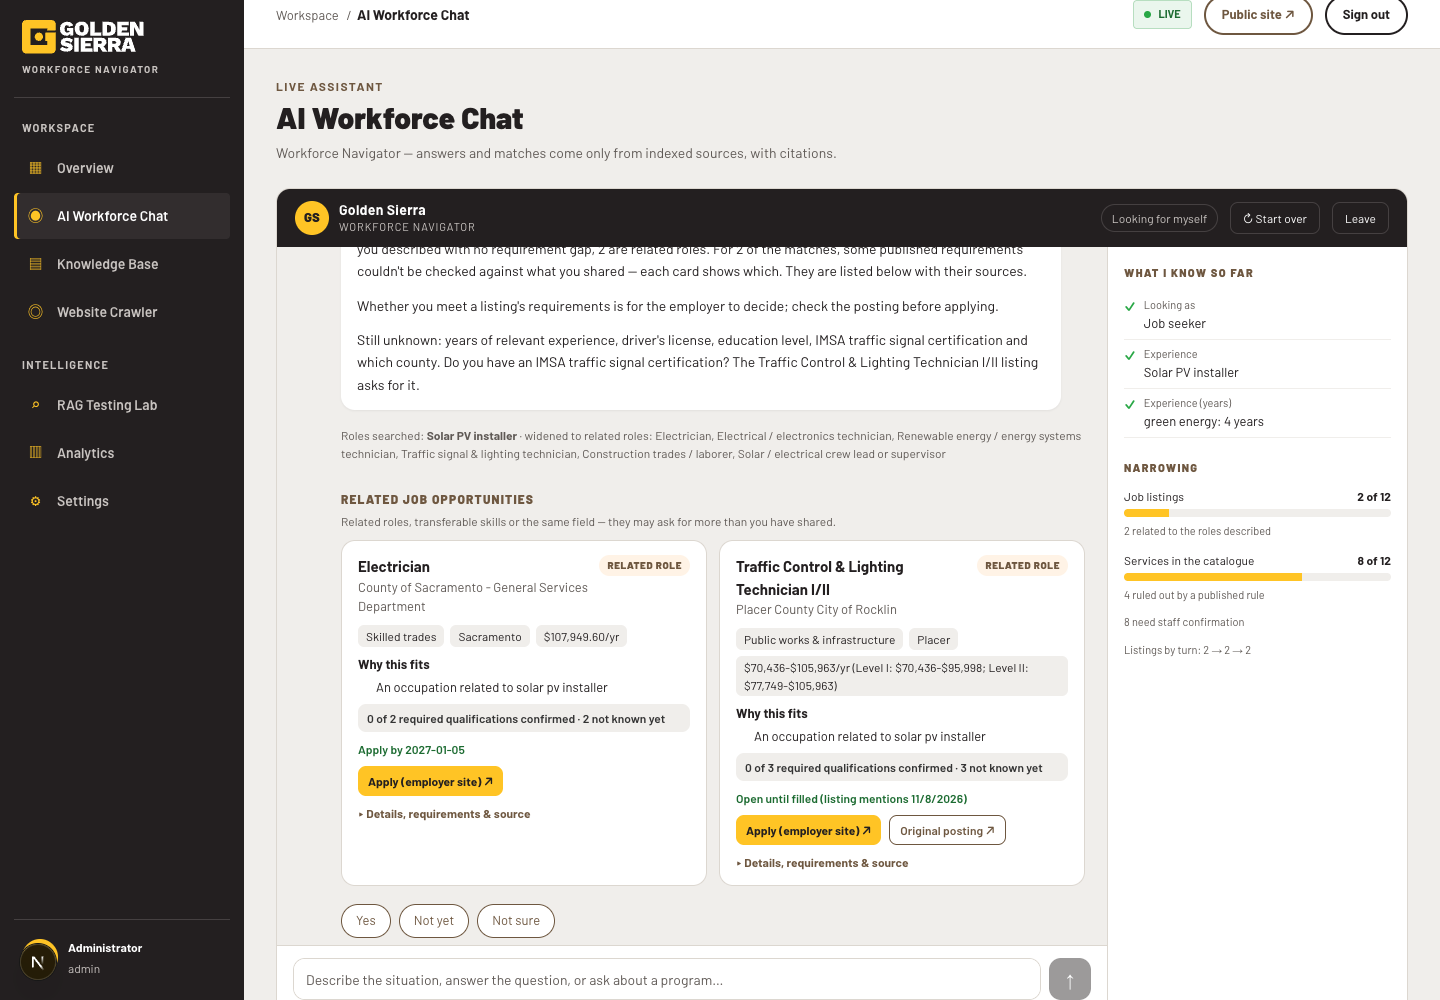 GOLDEN
SIERRA
WORKFORCE NAVIGATOR
WORKSPACE
Overview
AI Workforce Chat
Knowledge Base
Website Crawler
INTELLIGENCE
RAG Testing Lab
Analytics
Settings
N
Administrator
admin
Workspace / AI Workforce Chat
LIVE
Public site ↗
Sign out
LIVE ASSISTANT
AI Workforce Chat
Workforce Navigator — answers and matches come only from indexed sources, with citations.
GS
Golden Sierra
WORKFORCE NAVIGATOR
Looking for myself
↻ Start over
Leave
you described with no requirement gap, 2 are related roles. For 2 of the matches, some published requirements
couldn't be checked against what you shared — each card shows which. They are listed below with their sources.
Whether you meet a listing's requirements is for the employer to decide; check the posting before applying.
Still unknown: years of relevant experience, driver's license, education level, IMSA traffic signal certification and
which county. Do you have an IMSA traffic signal certification? The Traffic Control & Lighting Technician I/II listing
asks for it.
Roles searched: Solar PV installer · widened to related roles: Electrician, Electrical / electronics technician, Renewable energy / energy systems
technician, Traffic signal & lighting technician, Construction trades / laborer, Solar / electrical crew lead or supervisor
RELATED JOB OPPORTUNITIES
Related roles, transferable skills or the same field — they may ask for more than you have shared.
Electrician
RELATED ROLE
County of Sacramento - General Services
Department
Skilled trades
Sacramento
$107,949.60/yr
Why this fits
An occupation related to solar pv installer
0 of 2 required qualifications confirmed · 2 not known yet
Apply by 2027-01-05
Apply (employer site) ↗
▸ Details, requirements & source
Traffic Control & Lighting
Technician I/II
RELATED ROLE
Placer County City of Rocklin
Public works & infrastructure
Placer
$70,436-$105,963/yr (Level I: $70,436-$95,998; Level II:
$77,749-$105,963)
Why this fits
An occupation related to solar pv installer
0 of 3 required qualifications confirmed · 3 not known yet
Open until filled (listing mentions 11/8/2026)
Apply (employer site) ↗
Original posting ↗
▸ Details, requirements & source
Yes
Not yet
Not sure
Describe the situation, answer the question, or ask about a program...
↑
WHAT I KNOW SO FAR
Looking as
Job seeker
Experience
Solar PV installer
Experience (years)
green energy: 4 years
NARROWING
Job listings 2 of 12
2 related to the roles described
Services in the catalogue 8 of 12
4 ruled out by a published rule
8 need staff confirmation
Listings by turn: 2 → 2 → 2